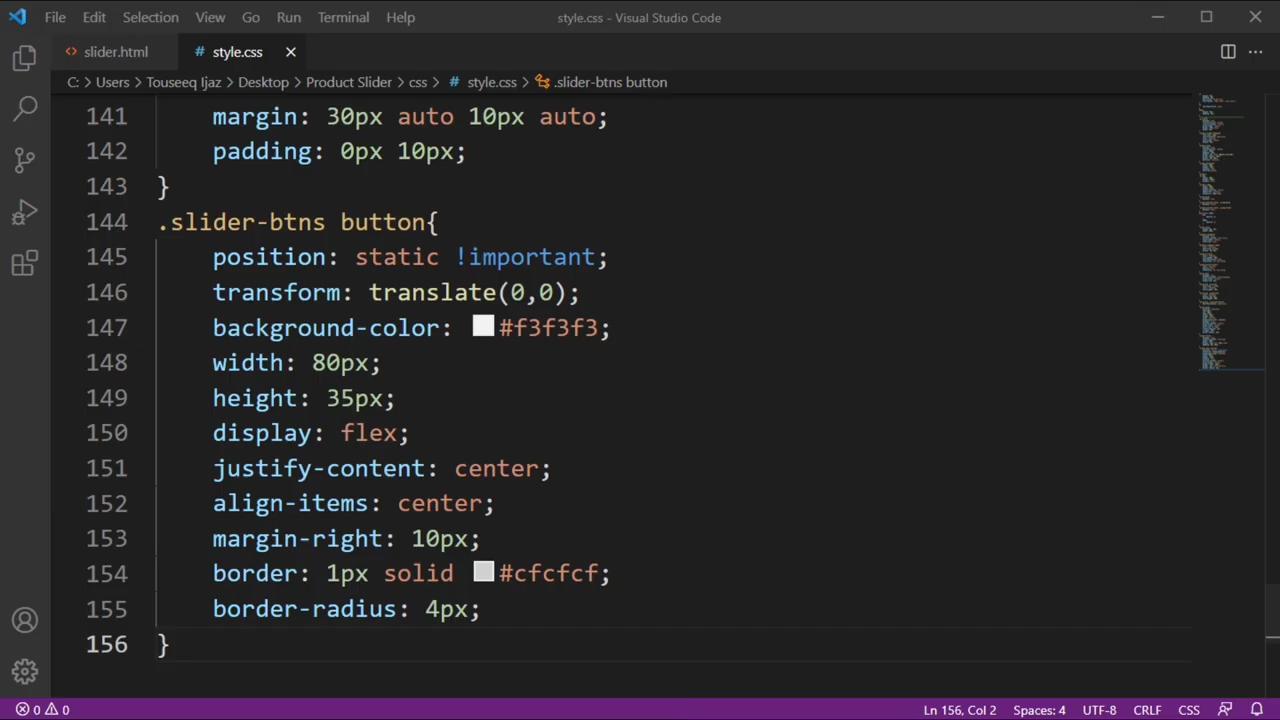 File Edit Selection View Go Run Terminal Help style.css - Visual Studio Code
slider.html # style.css
C: > Users > Touseeq Ijaz > Desktop > Product Slider > css > # style.css > .slider-btns button
141 margin: 30px auto 10px auto;
142 padding: 0px 10px;
143 }
144 .slider-btns button{
145 position: static !important;
146 transform: translate(0,0);
147 background-color: #f3f3f3;
148 width: 80px;
149 height: 35px;
150 display: flex;
151 justify-content: center;
152 align-items: center;
153 margin-right: 10px;
154 border: 1px solid #cfcfcf;
155 border-radius: 4px;
156 }
0 0 Ln 156, Col 2 Spaces: 4 UTF-8 CRLF CSS